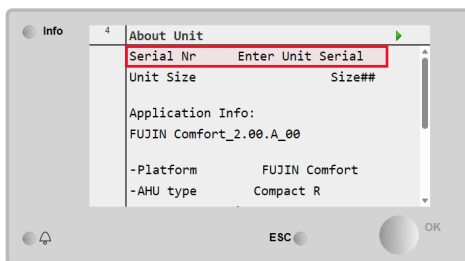 Info
4
About Unit
Serial Nr Enter Unit Serial
Unit Size Size##
Application Info:
FUJIN Comfort_2.00.A_00
-Platform FUJIN Comfort
-AHU type Compact R
ESC
OK